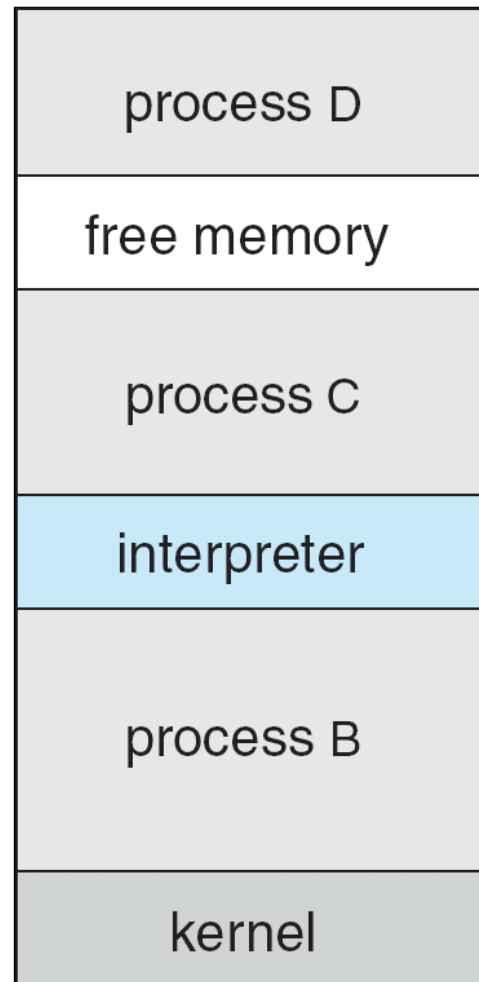 process D
free memory
process C
interpreter
process B
kernel